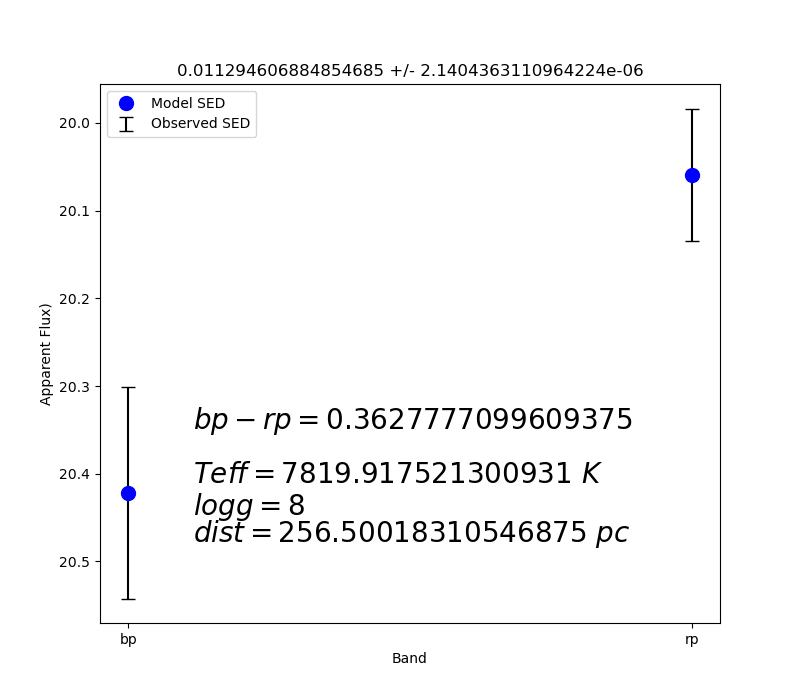 0.011294606884854685 +/- 2.1404363110964224e-06
Model SED
Observed SED
20.0
20.1
20.2
20.3
20.4
20.5
Apparent Flux)
bp − rp = 0.3627777099609375
Teff = 7819.917521300931 K
logg = 8
dist = 256.50018310546875 pc
bp
rp
Band